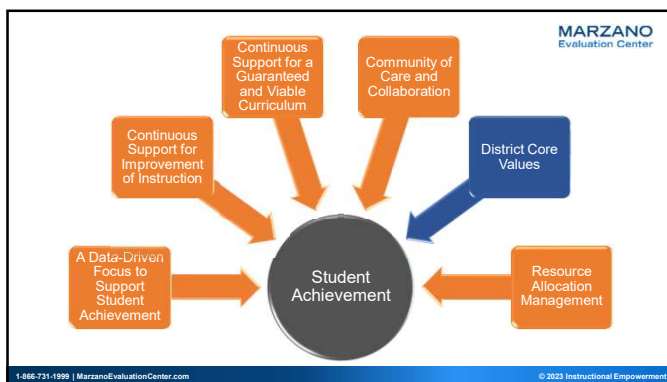 MARZANO
Evaluation Center
Continuous
Support for a
Guaranteed
and Viable
Curriculum
Community of
Care and
Collaboration
Continuous
Support for
Improvement
of Instruction
District Core
Values
A Data-Driven
Focus to
Support
Student
Achievement
Student
Achievement
Resource
Allocation
Management
1-866-731-1999 | MarzanoEvaluationCenter.com
© 2023 Instructional Empowerment